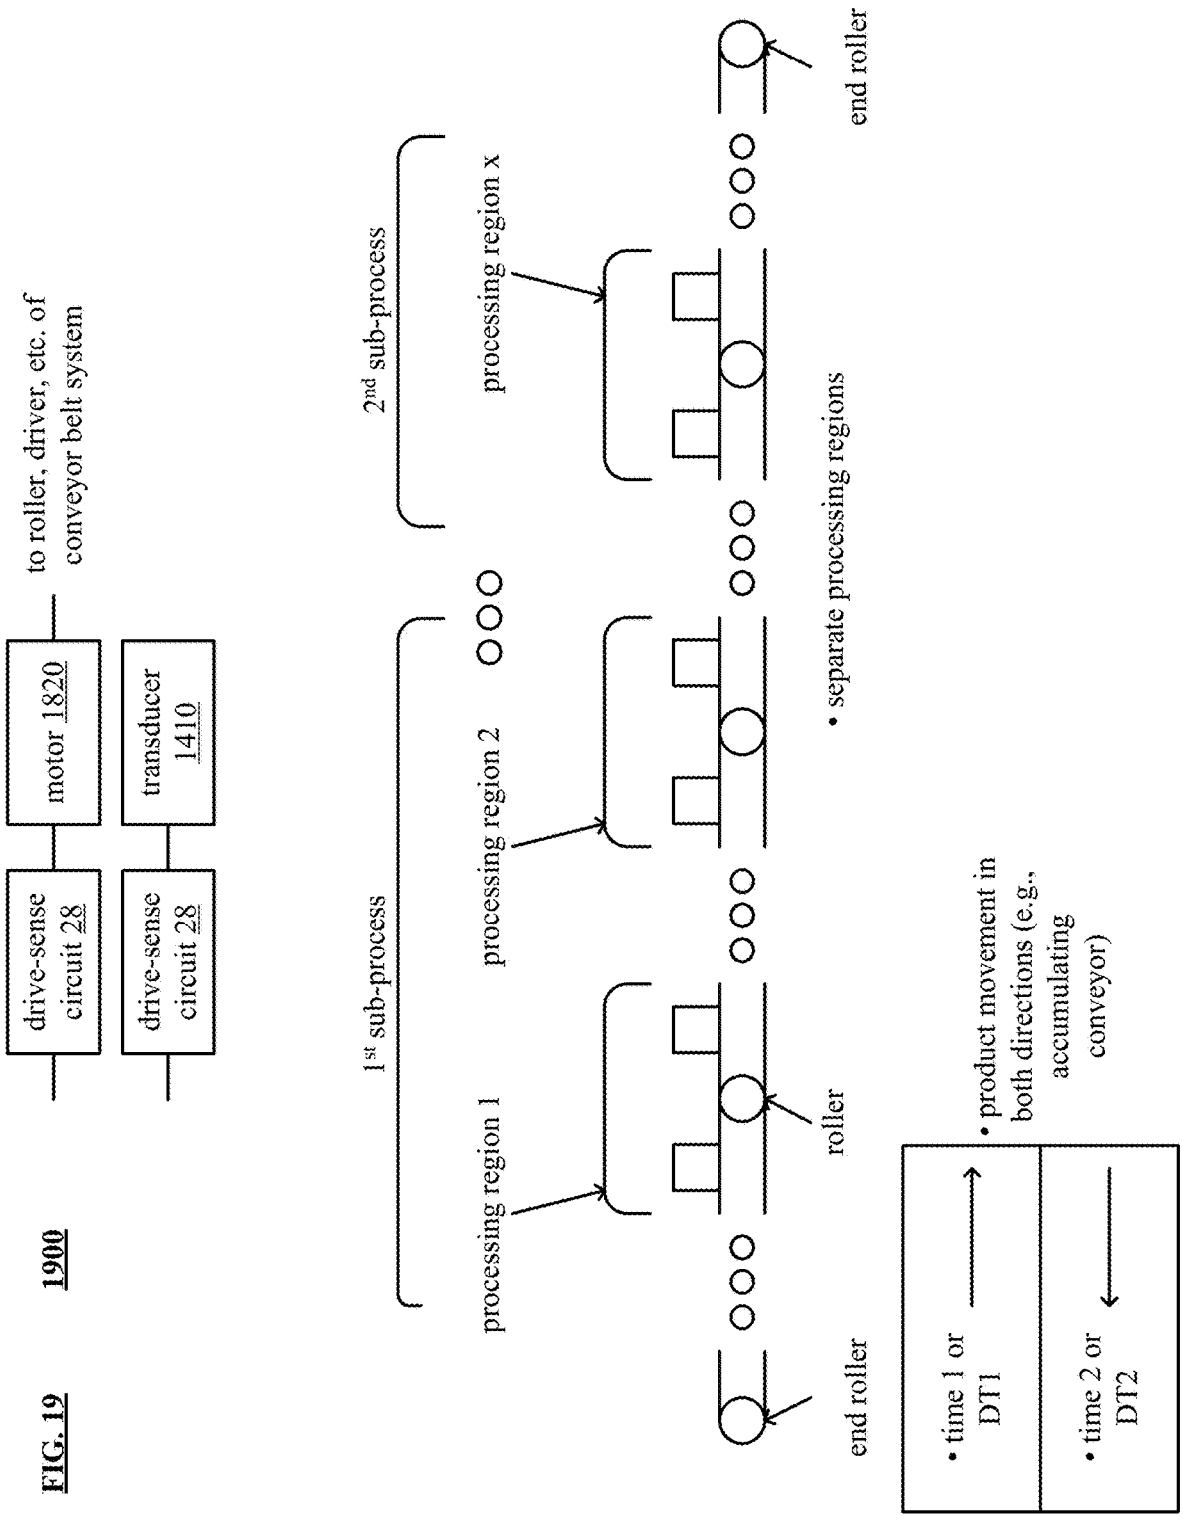 FIG. 19
1900
drive-sense
circuit 28
motor 1820
to roller, driver, etc. of
conveyor belt system
drive-sense
circuit 28
transducer
1410
1st sub-process
2nd sub-process
processing region 1
processing region 2
processing region x
end roller
roller
• separate processing regions
end roller
• time 1 or
DT1
• time 2 or
DT2
• product movement in
both directions (e.g.,
accumulating
conveyor)